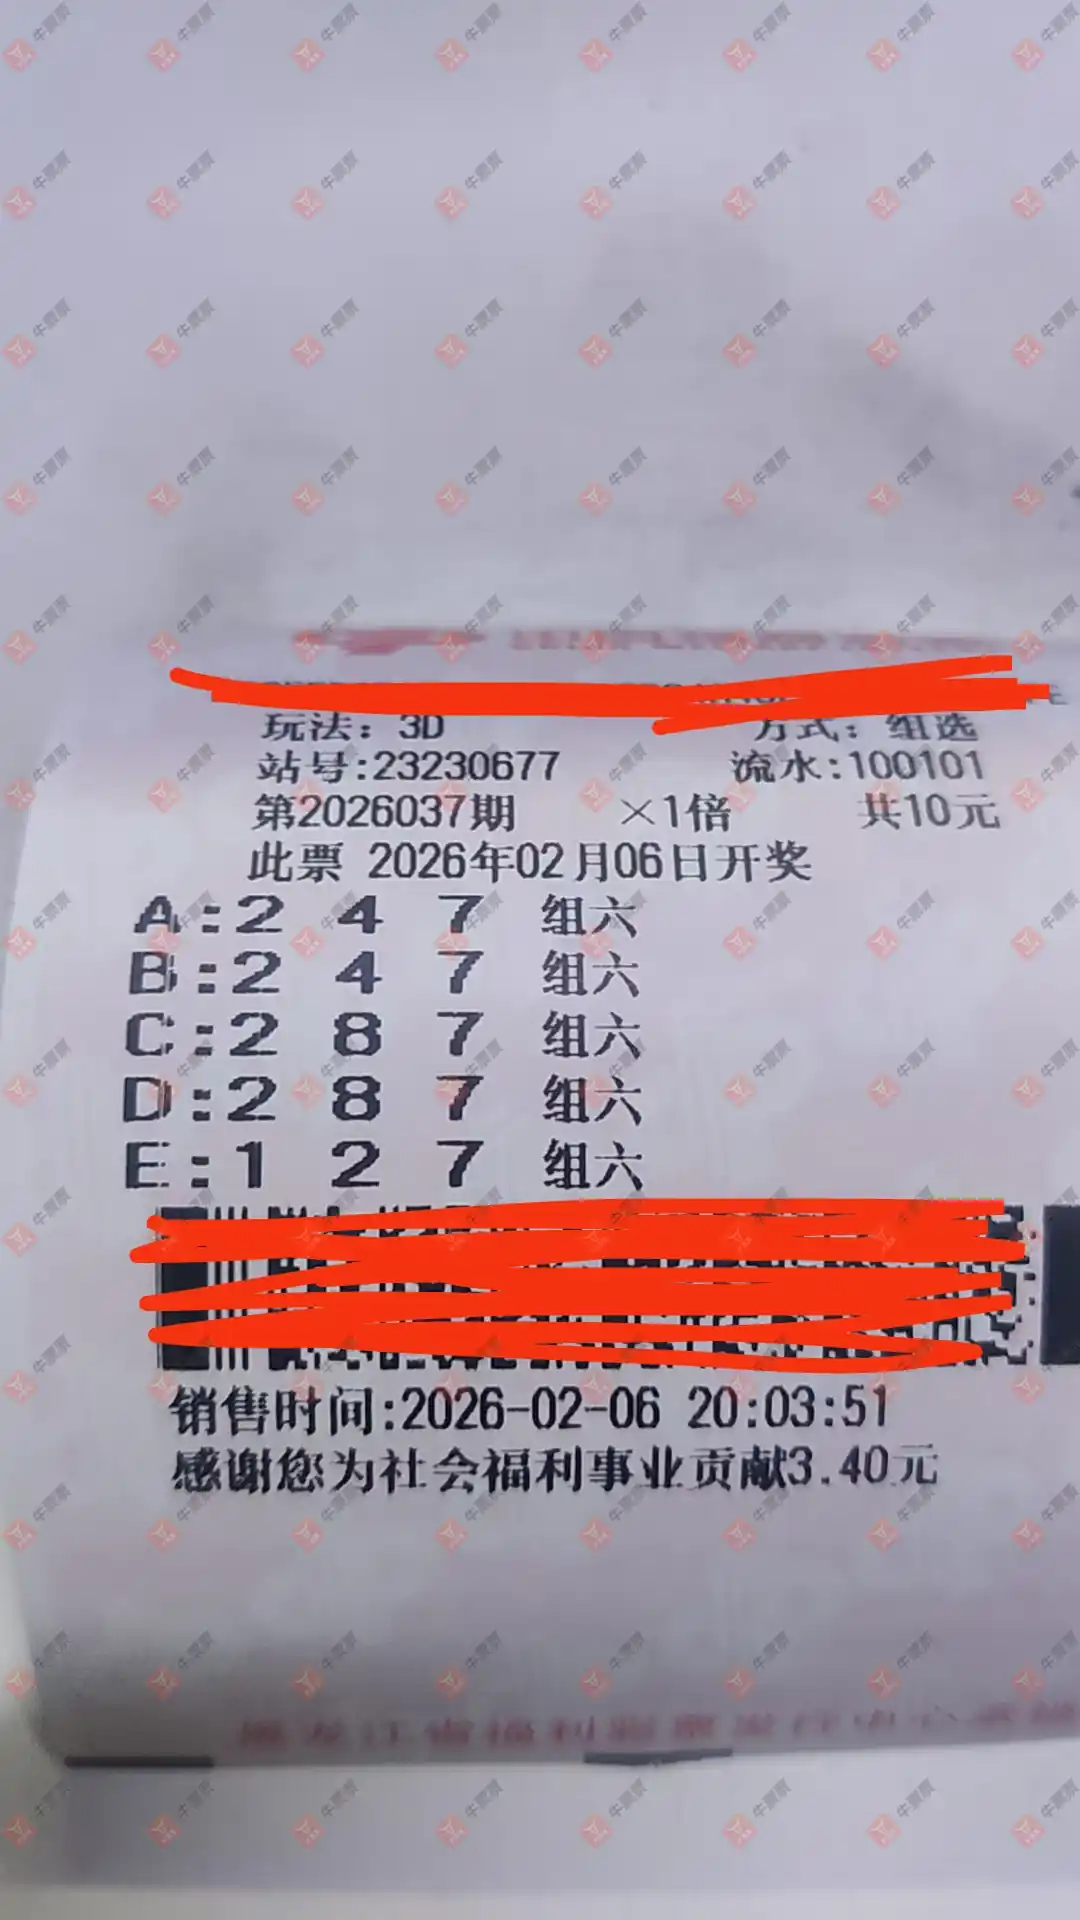 玩法：3D 方式：组选
站号:23230677 流水:100101
第2026037期 ×1倍 共10元
此票 2026年02月06日开奖
A:2 4 7 组六
B:2 4 7 组六
C:2 8 7 组六
D:2 8 7 组六
E:1 2 7 组六
销售时间:2026-02-06 20:03:51
感谢您为社会福利事业贡献3.40元
牛票票